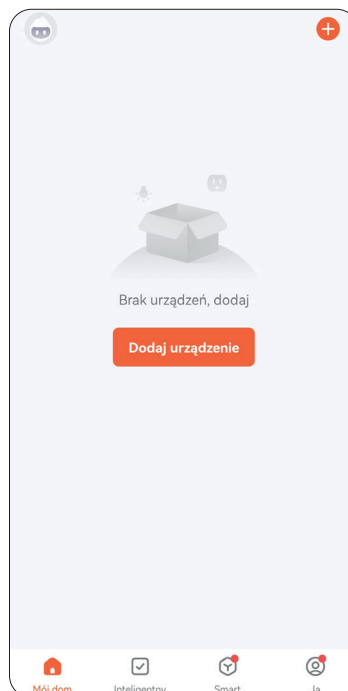 Brak urządzeń, dodaj
Dodaj urządzenie
Mój dom
Inteligentny
Smart
Ja